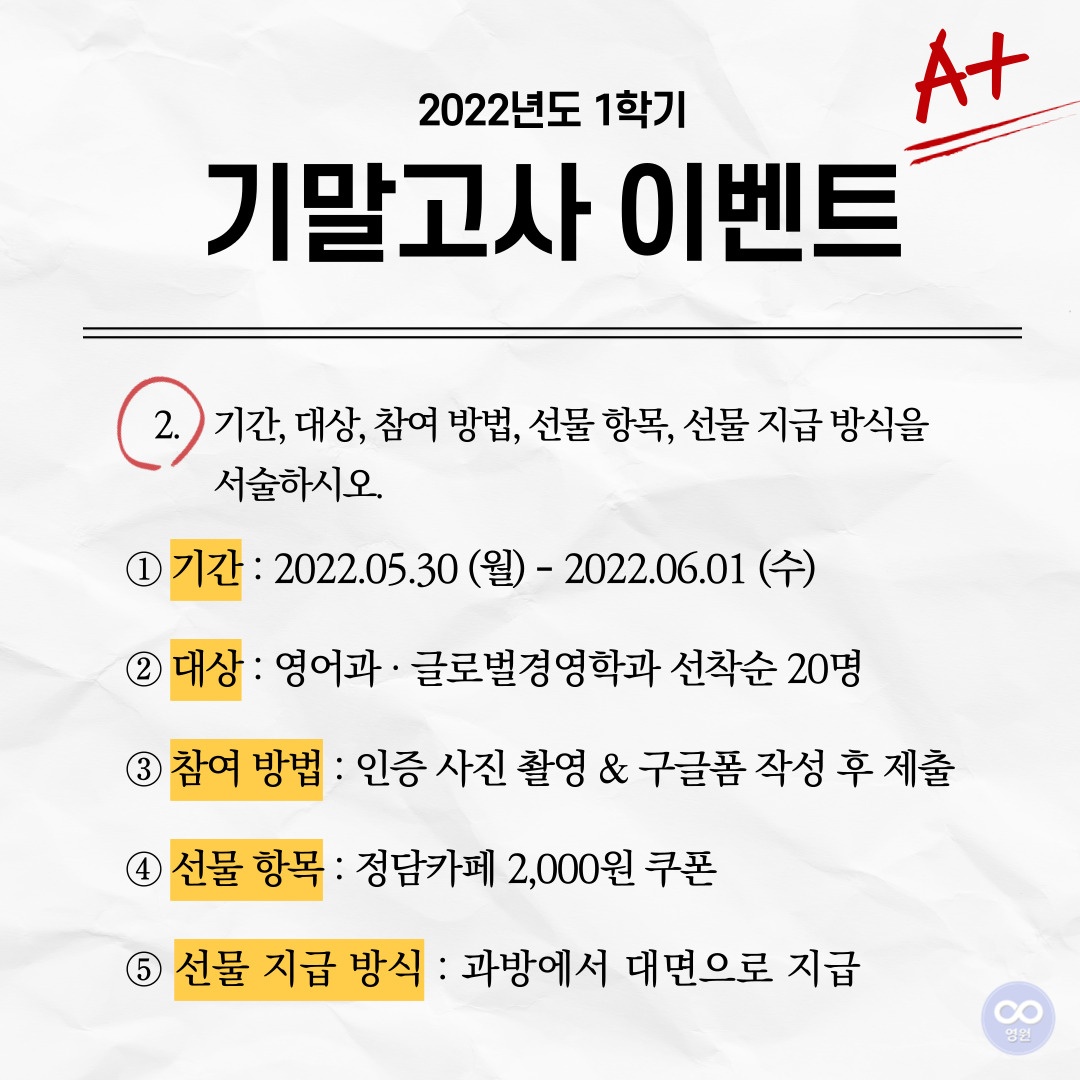 A+
2022년도 1학기
기말고사 이벤트
2. 기간, 대상, 참여 방법, 선물 항목, 선물 지급 방식을
서술하시오.
① 기간 : 2022.05.30 (월) - 2022.06.01 (수)
② 대상 : 영어과 · 글로벌경영학과 선착순 20명
③ 참여 방법 : 인증 사진 촬영 & 구글폼 작성 후 제출
④ 선물 항목 : 정담카페 2,000원 쿠폰
⑤ 선물 지급 방식 : 과방에서 대면으로 지급
영원